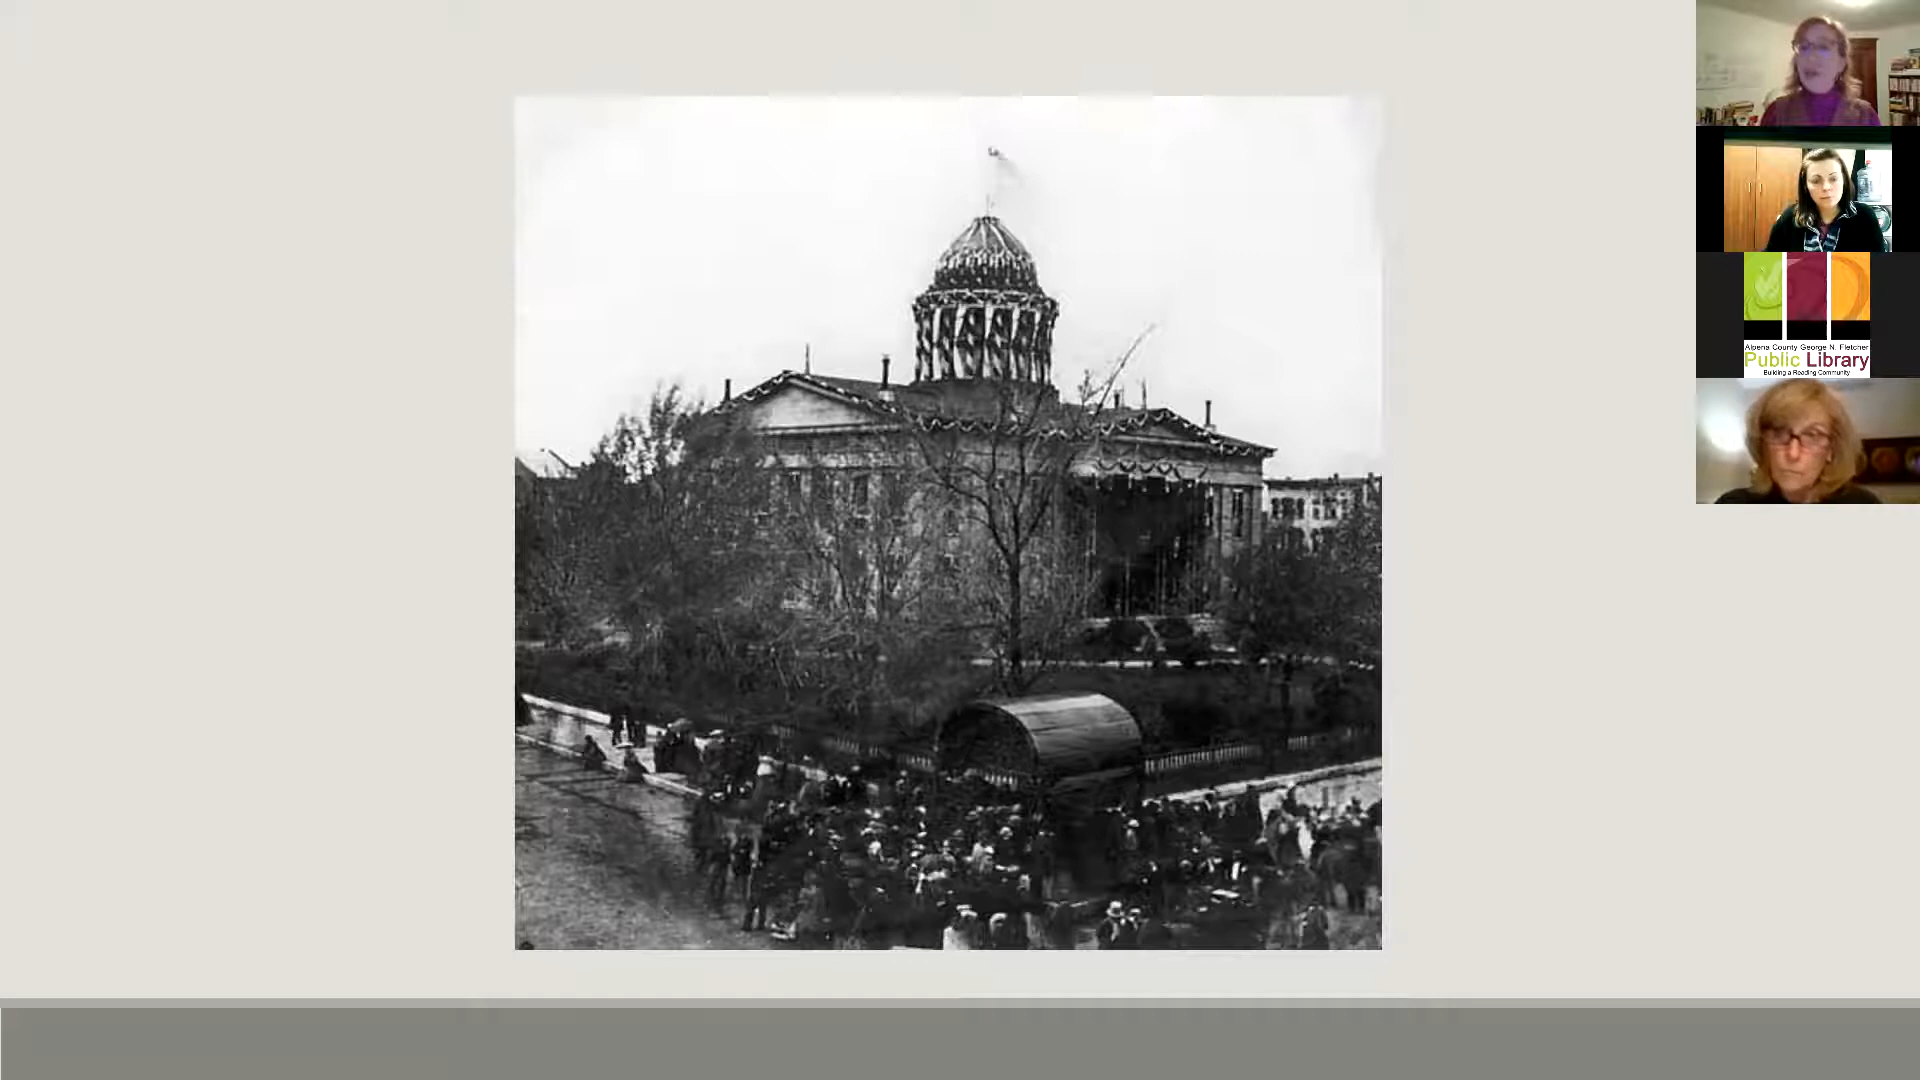 Alpena County George N. Fletcher
Public Library
Building a Reading Community